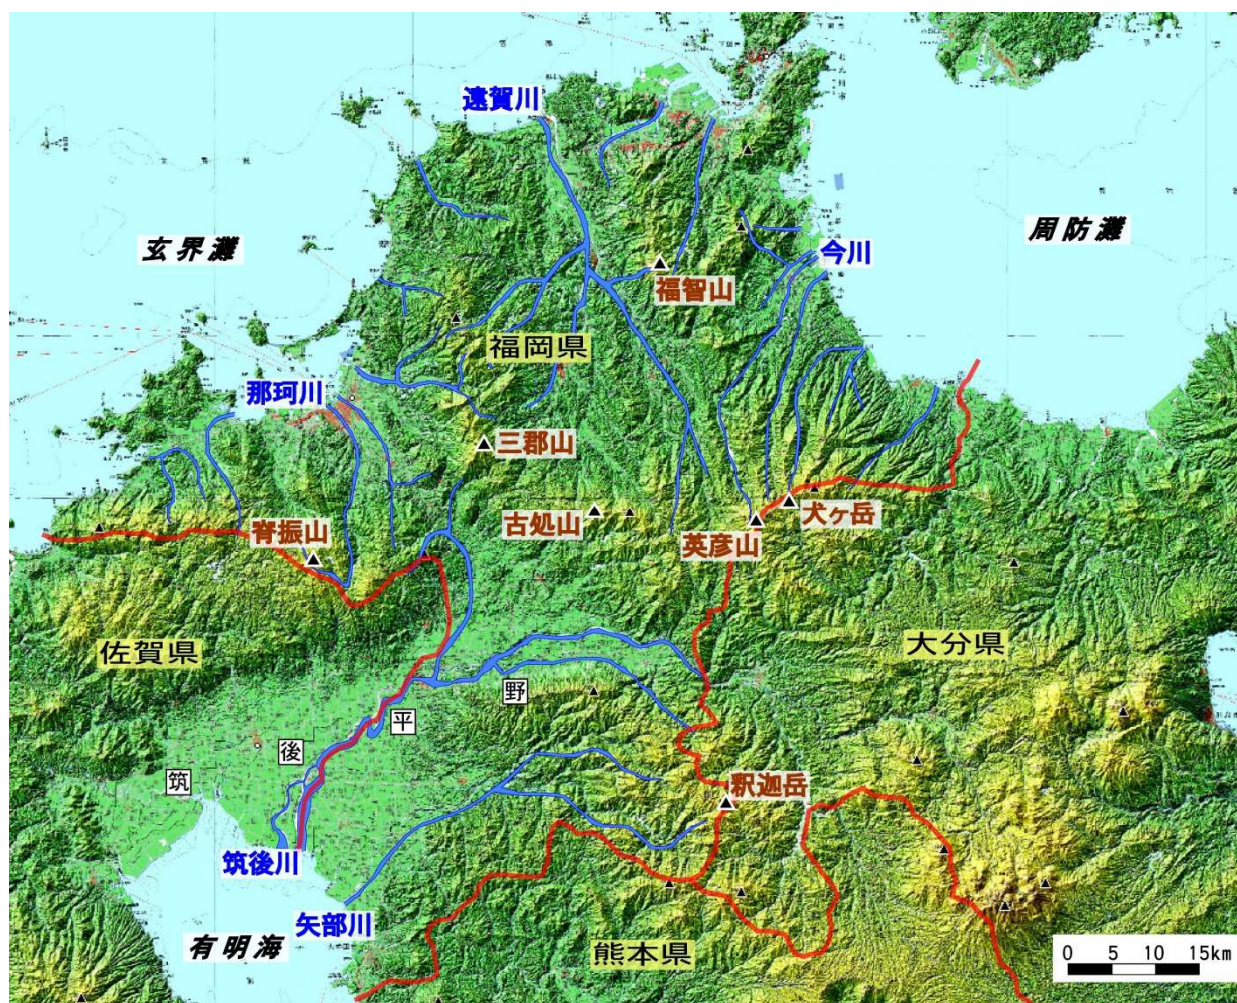 遠賀川
玄界灘
周防灘
今川
福智山
福岡県
那珂川
三郡山
古処山
犬ヶ岳
脊振山
英彦山
佐賀県
大分県
野
平
後
筑
釈迦岳
筑後川
矢部川
有明海
熊本県
0 5 10 15km